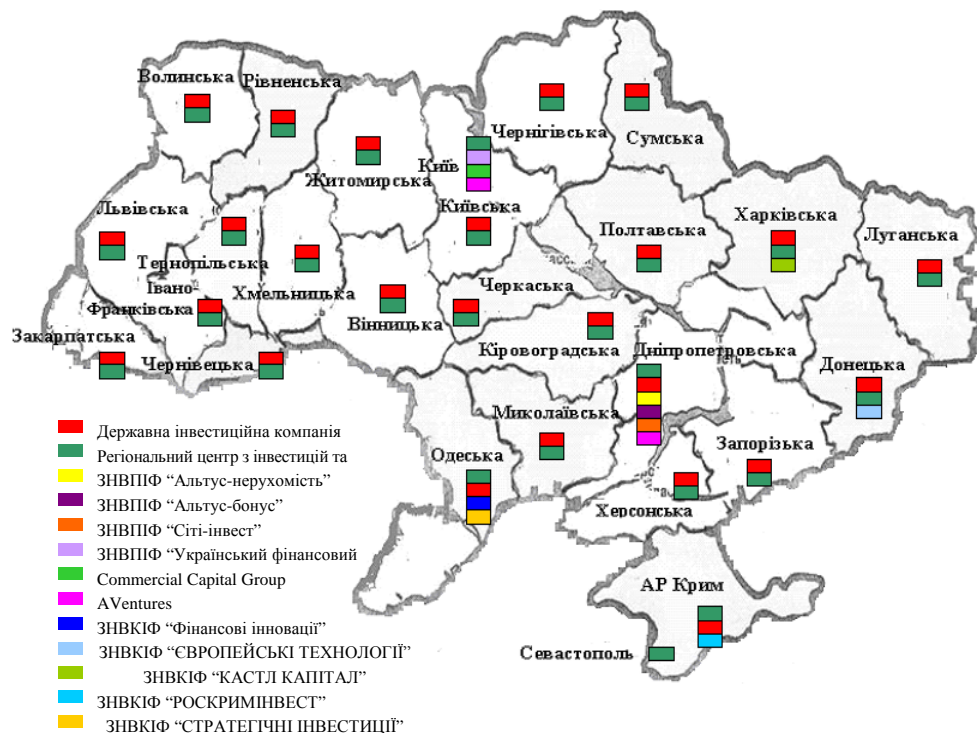 Волинська
Рівненська
Житомирська
Київ
Київська
Чернігівська
Сумська
Львівська
Тернопільська
Хмельницька
Івано-
Франківська
Закарпатська
Чернівецька
Вінницька
Черкаська
Полтавська
Харківська
Луганська
Кіровоградська
Дніпропетровська
Донецька
Миколаївська
Одеська
Запорізька
Херсонська
АР Крим
Севастополь
Державна інвестиційна компанія
Регіональний центр з інвестицій та
ЗНВПІФ “Альтус-нерухомість”
ЗНВПІФ “Альтус-бонус”
ЗНВПІФ “Сіті-інвест”
ЗНВПІФ “Український фінансовий
Commercial Capital Group
AVentures
ЗНВКІФ “Фінансові інновації”
ЗНВКІФ “ЄВРОПЕЙСЬКІ ТЕХНОЛОГІЇ”
ЗНВКІФ “КАСТЛ КАПІТАЛ”
ЗНВКІФ “РОСКРИМІНВЕСТ”
ЗНВКІФ “СТРАТЕГІЧНІ ІНВЕСТИЦІЇ”